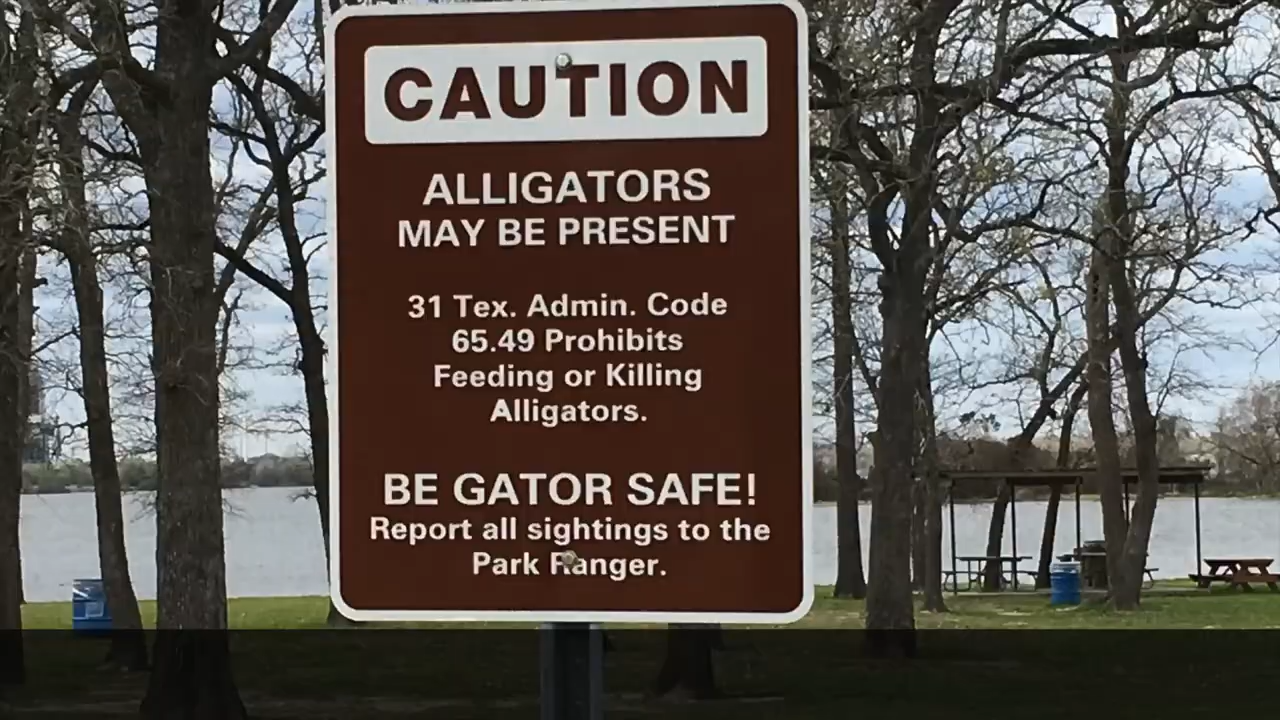 CAUTION
ALLIGATORS
MAY BE PRESENT
31 Tex. Admin. Code
65.49 Prohibits
Feeding or Killing
Alligators.
BE GATOR SAFE!
Report all sightings to the
Park Ranger.